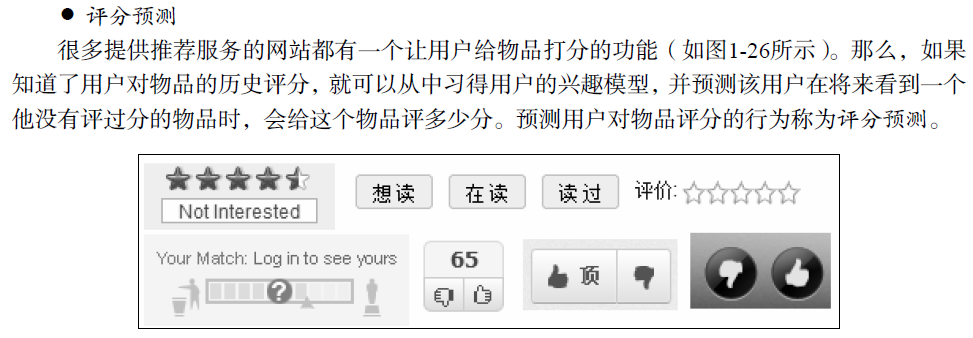 ● 评分预测
很多提供推荐服务的网站都有一个让用户给物品打分的功能（如图1-26所示）。那么，如果
知道了用户对物品的历史评分，就可以从中习得用户的兴趣模型，并预测该用户在将来看到一个
他没有评过分的物品时，会给这个物品评多少分。预测用户对物品评分的行为称为评分预测。
Not Interested
想读 在读 读过 评价:
Your Match: Log in to see yours
?
65
顶